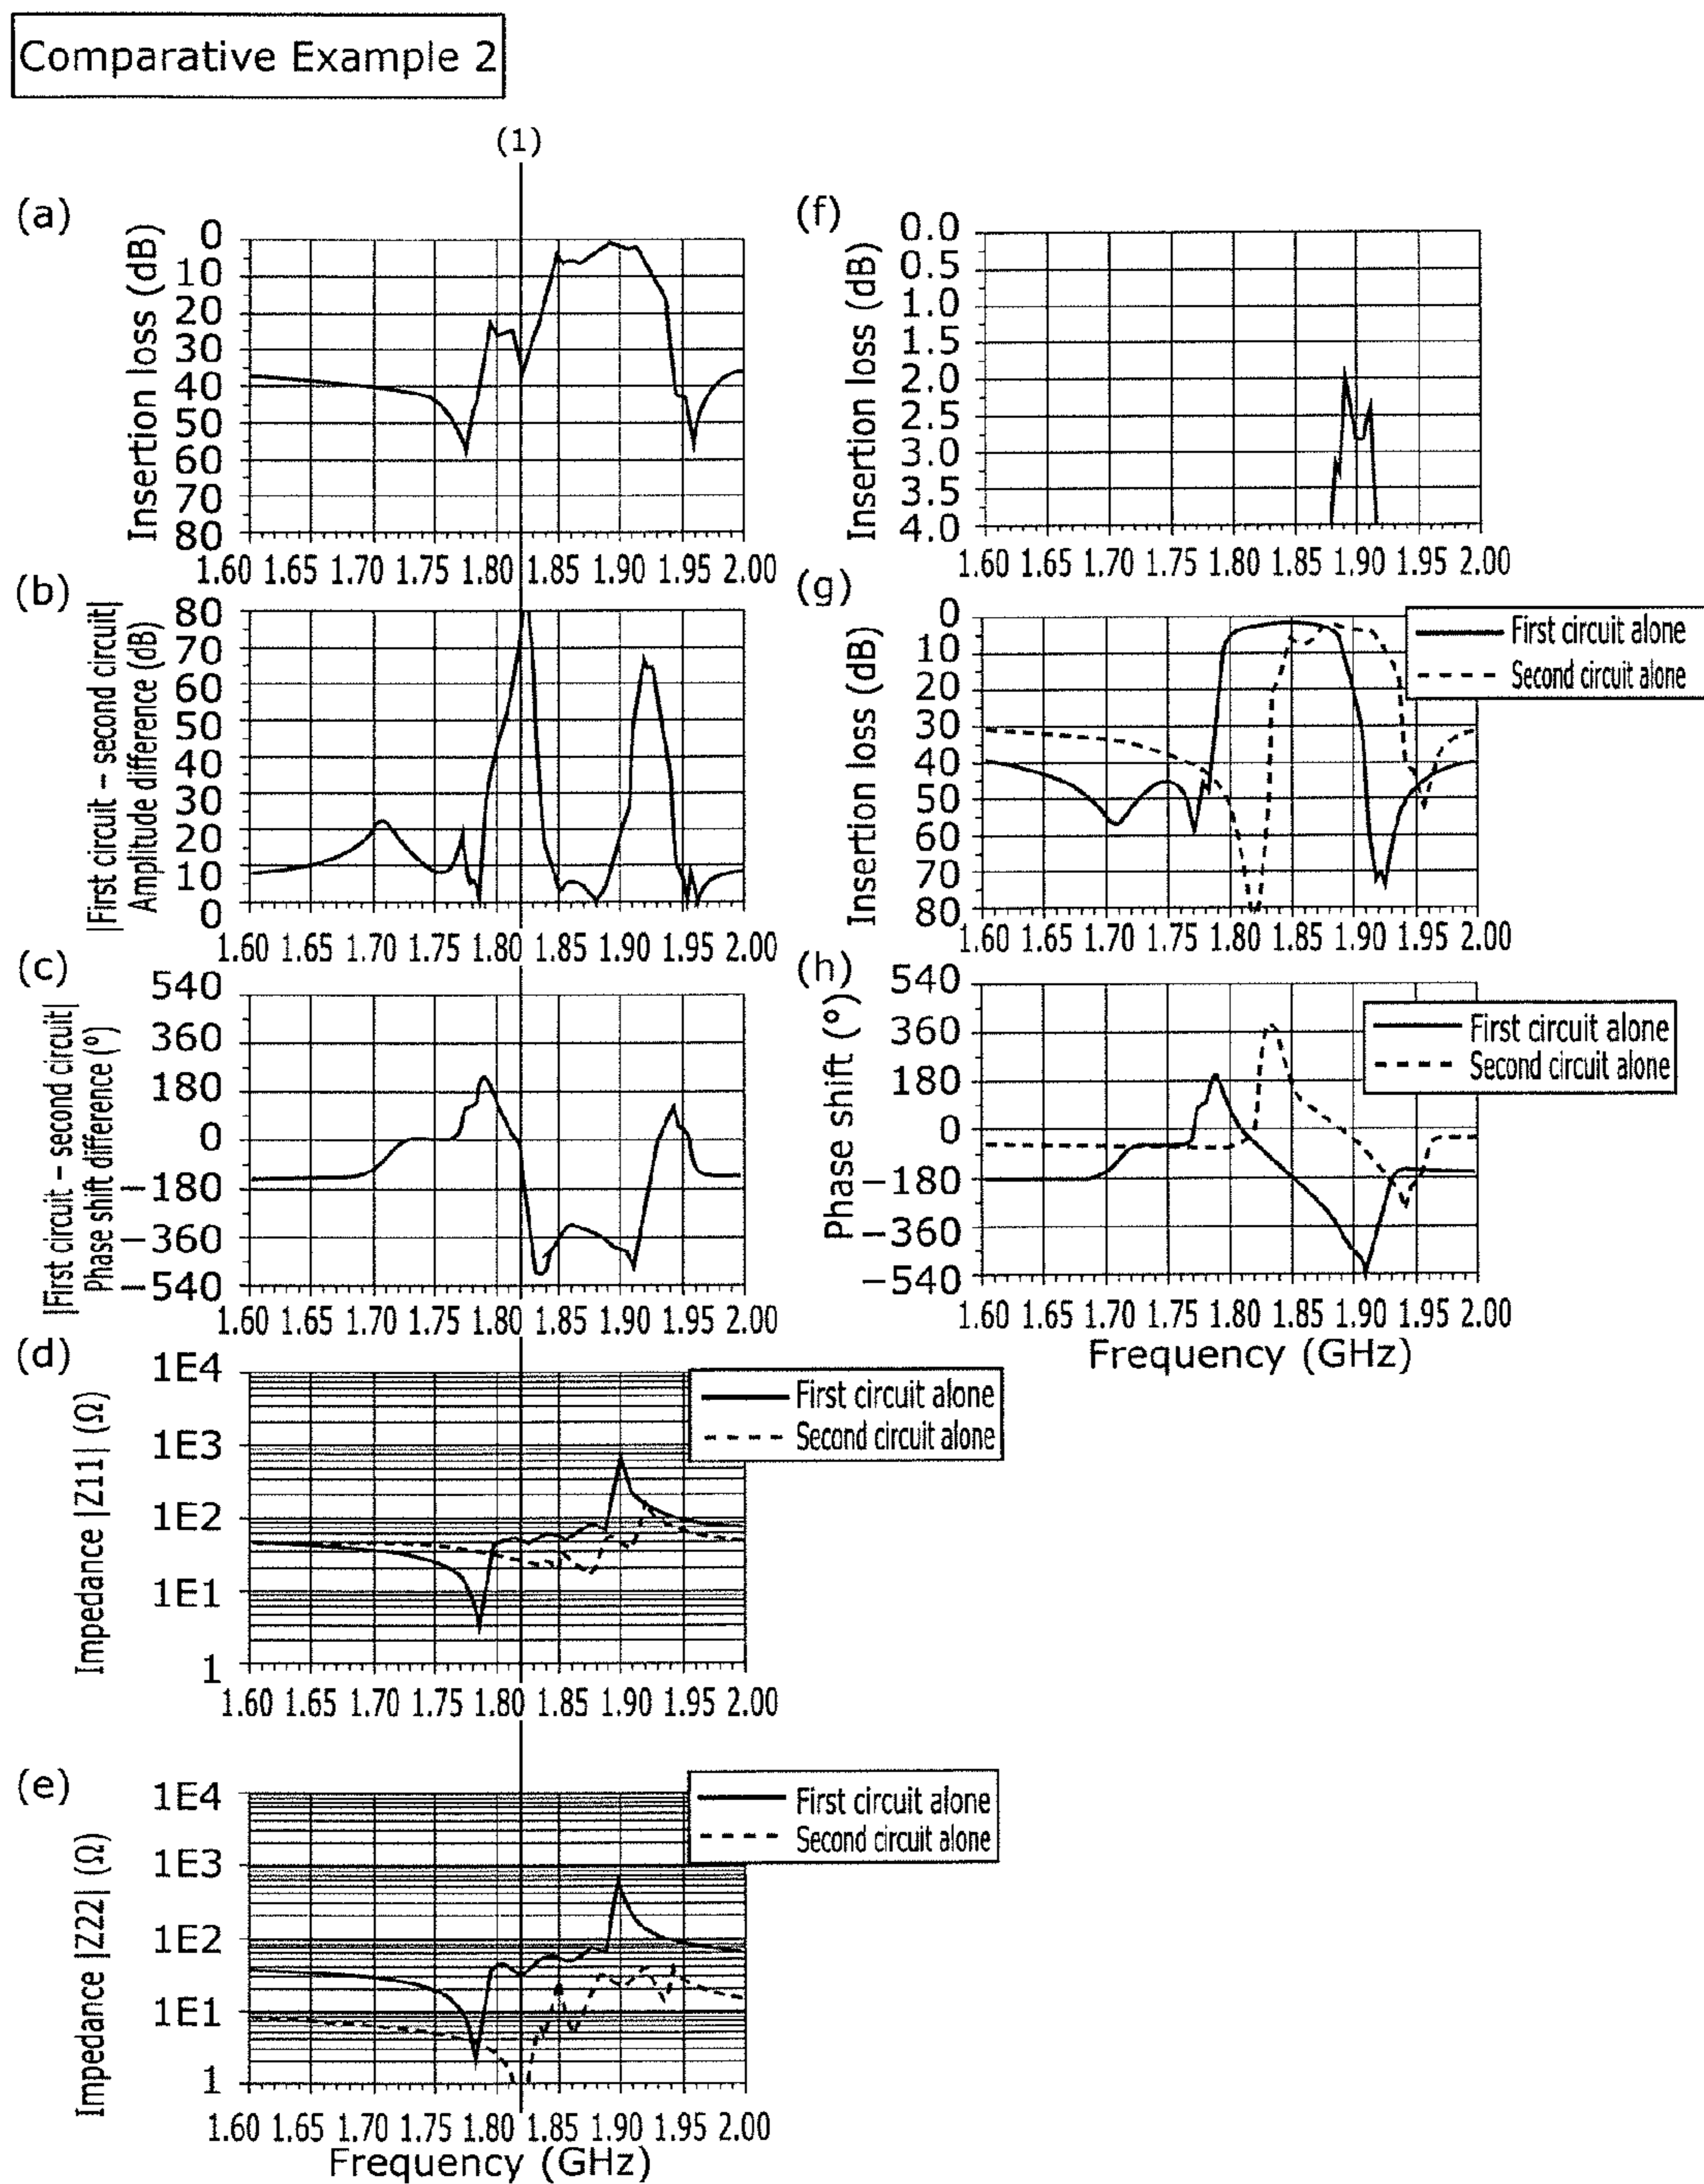 Comparative Example 2
(1)
(a)
Insertion loss (dB)
0
10
20
30
40
50
60
70
80
1.60 1.65 1.70 1.75 1.80 1.85 1.90 1.95 2.00
(b)
|First circuit – second circuit|
Amplitude difference (dB)
80
70
60
50
40
30
20
10
0
1.60 1.65 1.70 1.75 1.80 1.85 1.90 1.95 2.00
(c)
|First circuit – second circuit|
Phase shift difference (°)
540
360
180
0
−180
−360
−540
1.60 1.65 1.70 1.75 1.80 1.85 1.90 1.95 2.00
(d)
Impedance |Z11| (Ω)
1E4
1E3
1E2
1E1
1
First circuit alone
Second circuit alone
1.60 1.65 1.70 1.75 1.80 1.85 1.90 1.95 2.00
(e)
Impedance |Z22| (Ω)
1E4
1E3
1E2
1E1
1
First circuit alone
Second circuit alone
1.60 1.65 1.70 1.75 1.80 1.85 1.90 1.95 2.00
Frequency (GHz)
(f)
Insertion loss (dB)
0.0
0.5
1.0
1.5
2.0
2.5
3.0
3.5
4.0
1.60 1.65 1.70 1.75 1.80 1.85 1.90 1.95 2.00
(g)
Insertion loss (dB)
0
10
20
30
40
50
60
70
80
First circuit alone
Second circuit alone
1.60 1.65 1.70 1.75 1.80 1.85 1.90 1.95 2.00
(h)
Phase shift (°)
540
360
180
0
−180
−360
−540
First circuit alone
Second circuit alone
1.60 1.65 1.70 1.75 1.80 1.85 1.90 1.95 2.00
Frequency (GHz)